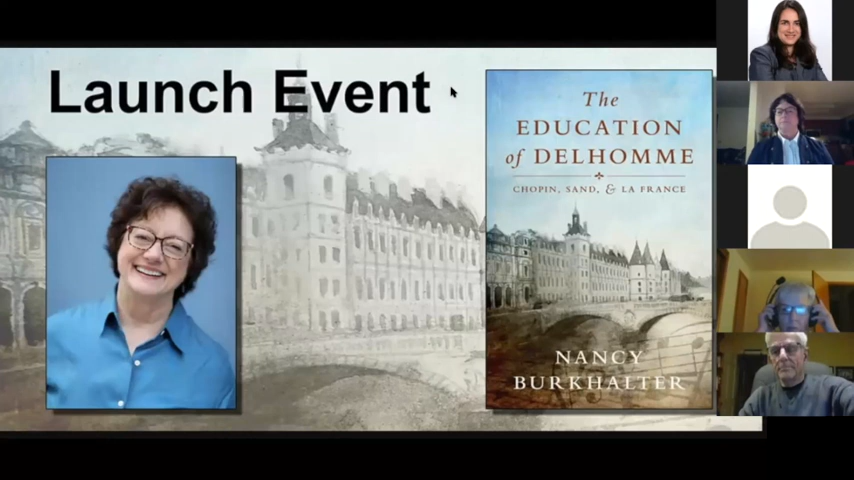 Launch Event
The
EDUCATION
of DELHOMME
CHOPIN, SAND, & LA FRANCE
NANCY
BURKHALTER